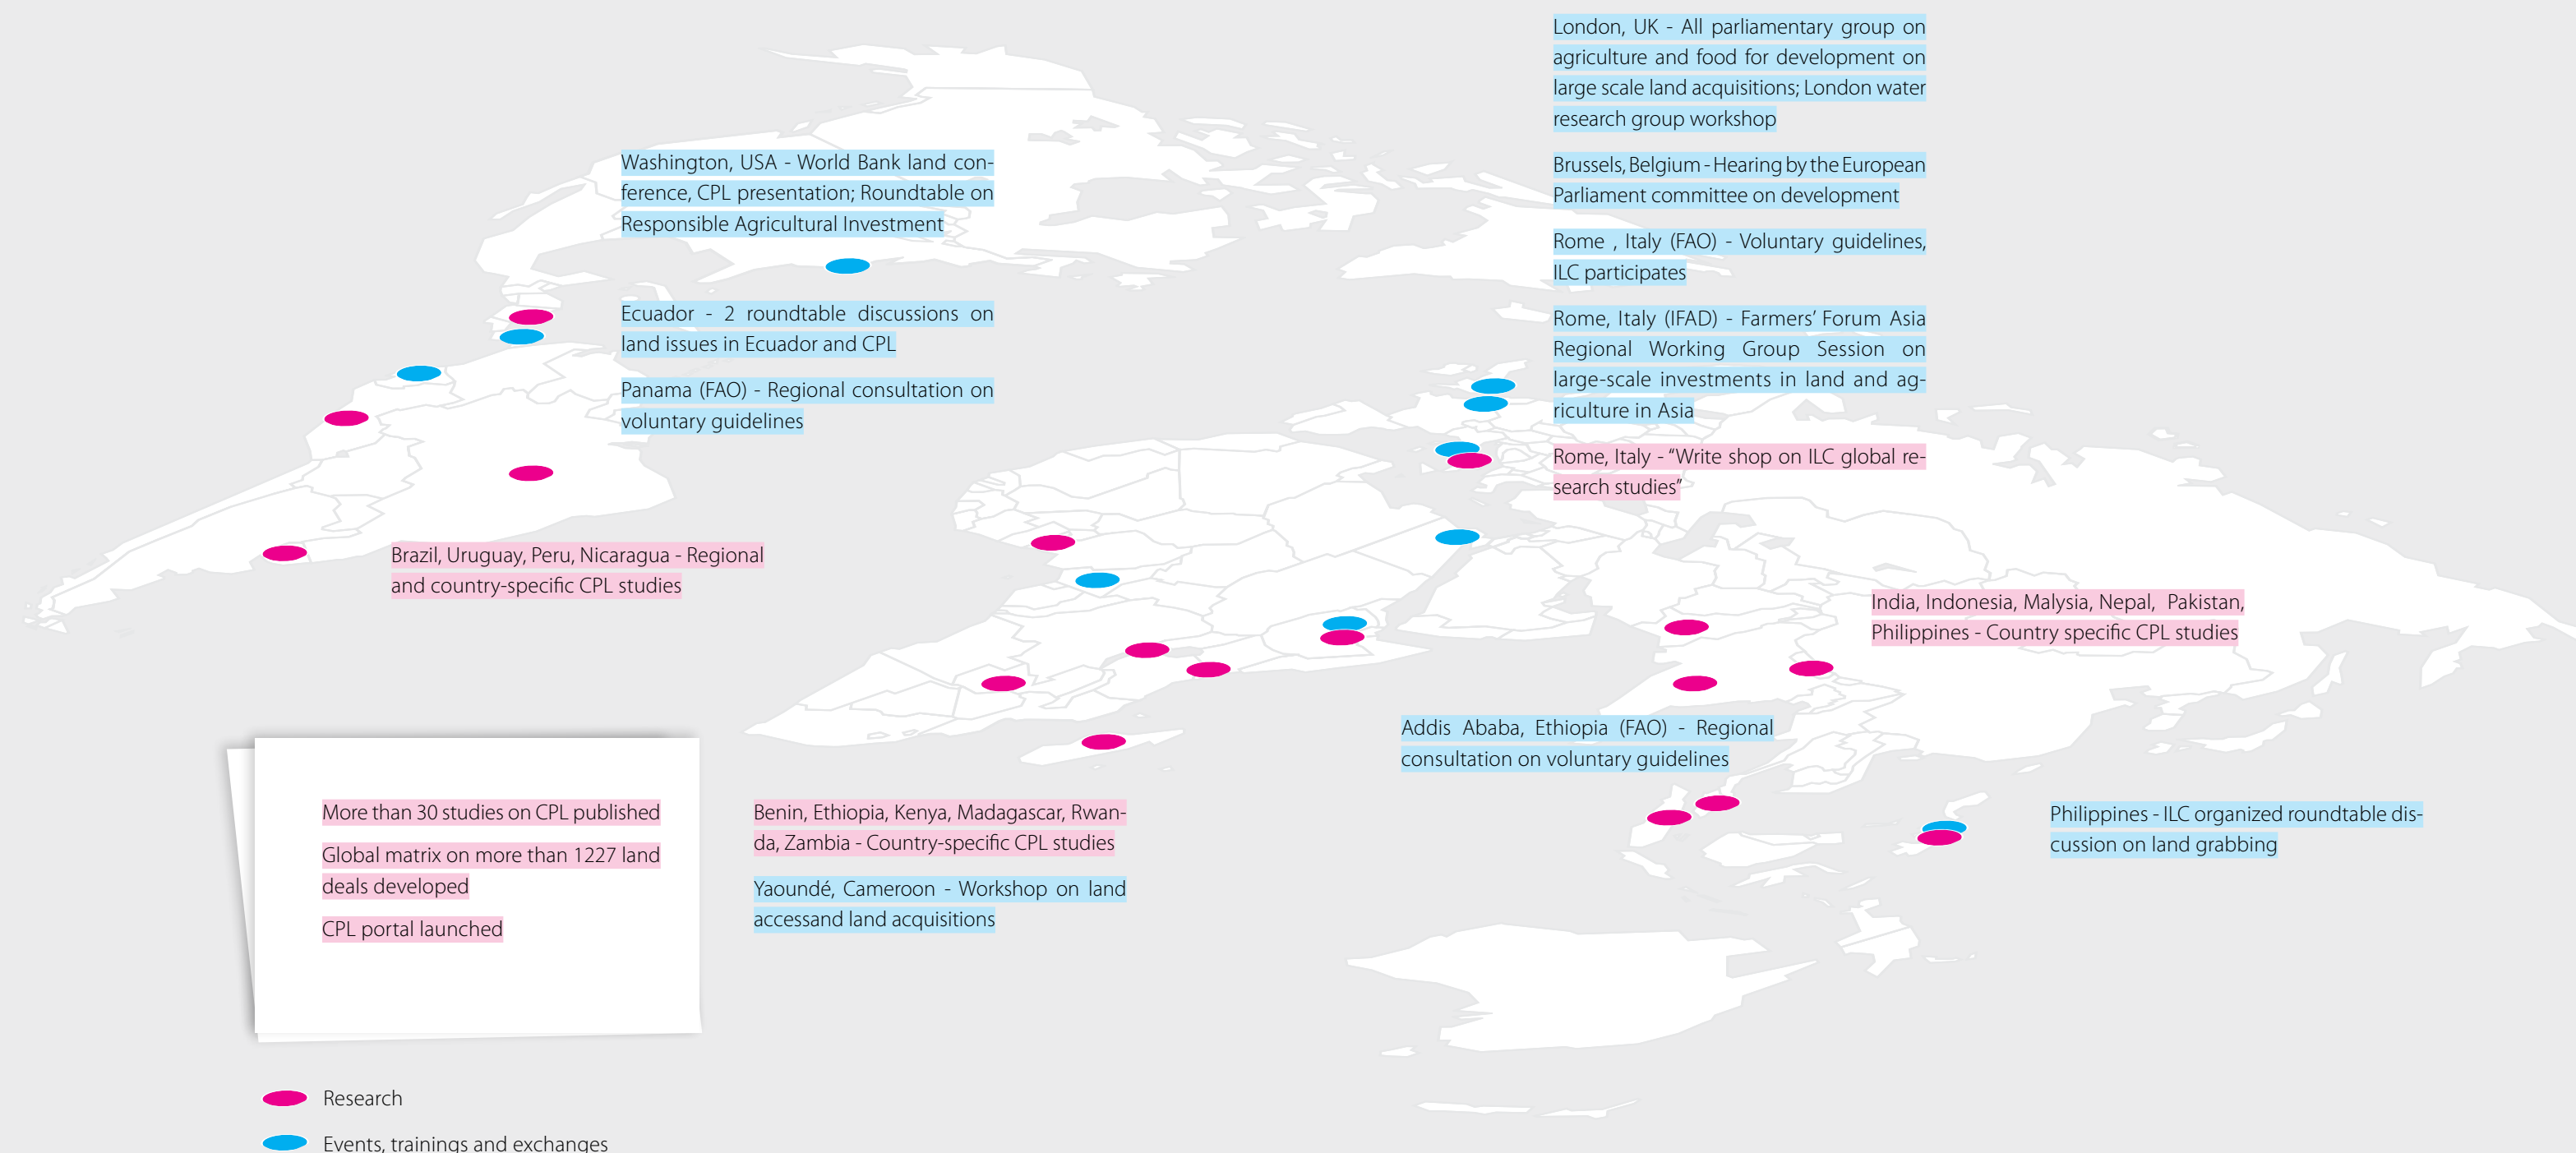 London, UK - All parliamentary group on
agriculture and food for development on
large scale land acquisitions; London water
research group workshop
Brussels, Belgium - Hearing by the European
Parliament committee on development
Rome , Italy (FAO) - Voluntary guidelines,
ILC participates
Rome, Italy (IFAD) - Farmers’ Forum Asia
Regional Working Group Session on
large-scale investments in land and ag-
riculture in Asia
Rome, Italy - “Write shop on ILC global re-
search studies”
Washington, USA - World Bank land con-
ference, CPL presentation; Roundtable on
Responsible Agricultural Investment
Ecuador - 2 roundtable discussions on
land issues in Ecuador and CPL
Panama (FAO) - Regional consultation on
voluntary guidelines
Brazil, Uruguay, Peru, Nicaragua - Regional
and country-specific CPL studies
India, Indonesia, Malysia, Nepal, Pakistan,
Philippines - Country specific CPL studies
Addis Ababa, Ethiopia (FAO) - Regional
consultation on voluntary guidelines
More than 30 studies on CPL published
Global matrix on more than 1227 land
deals developed
CPL portal launched
Benin, Ethiopia, Kenya, Madagascar, Rwan-
da, Zambia - Country-specific CPL studies
Yaoundé, Cameroon - Workshop on land
accessand land acquisitions
Philippines - ILC organized roundtable dis-
cussion on land grabbing
Research
Events, trainings and exchanges